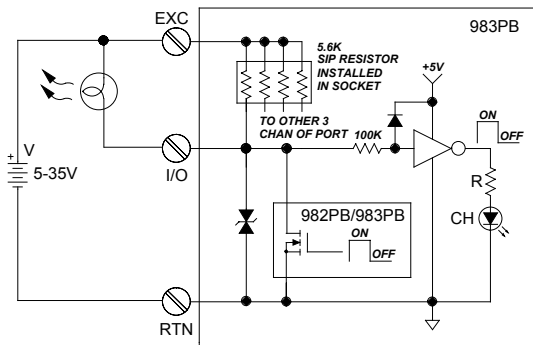 EXC
983PB
5.6K
SIP RESISTOR
INSTALLED
IN SOCKET
+5V
TO OTHER 3
CHAN OF PORT
100K
ON
OFF
+
V
5-35V
I/O
R
982PB/983PB
ON
OFF
CH
RTN